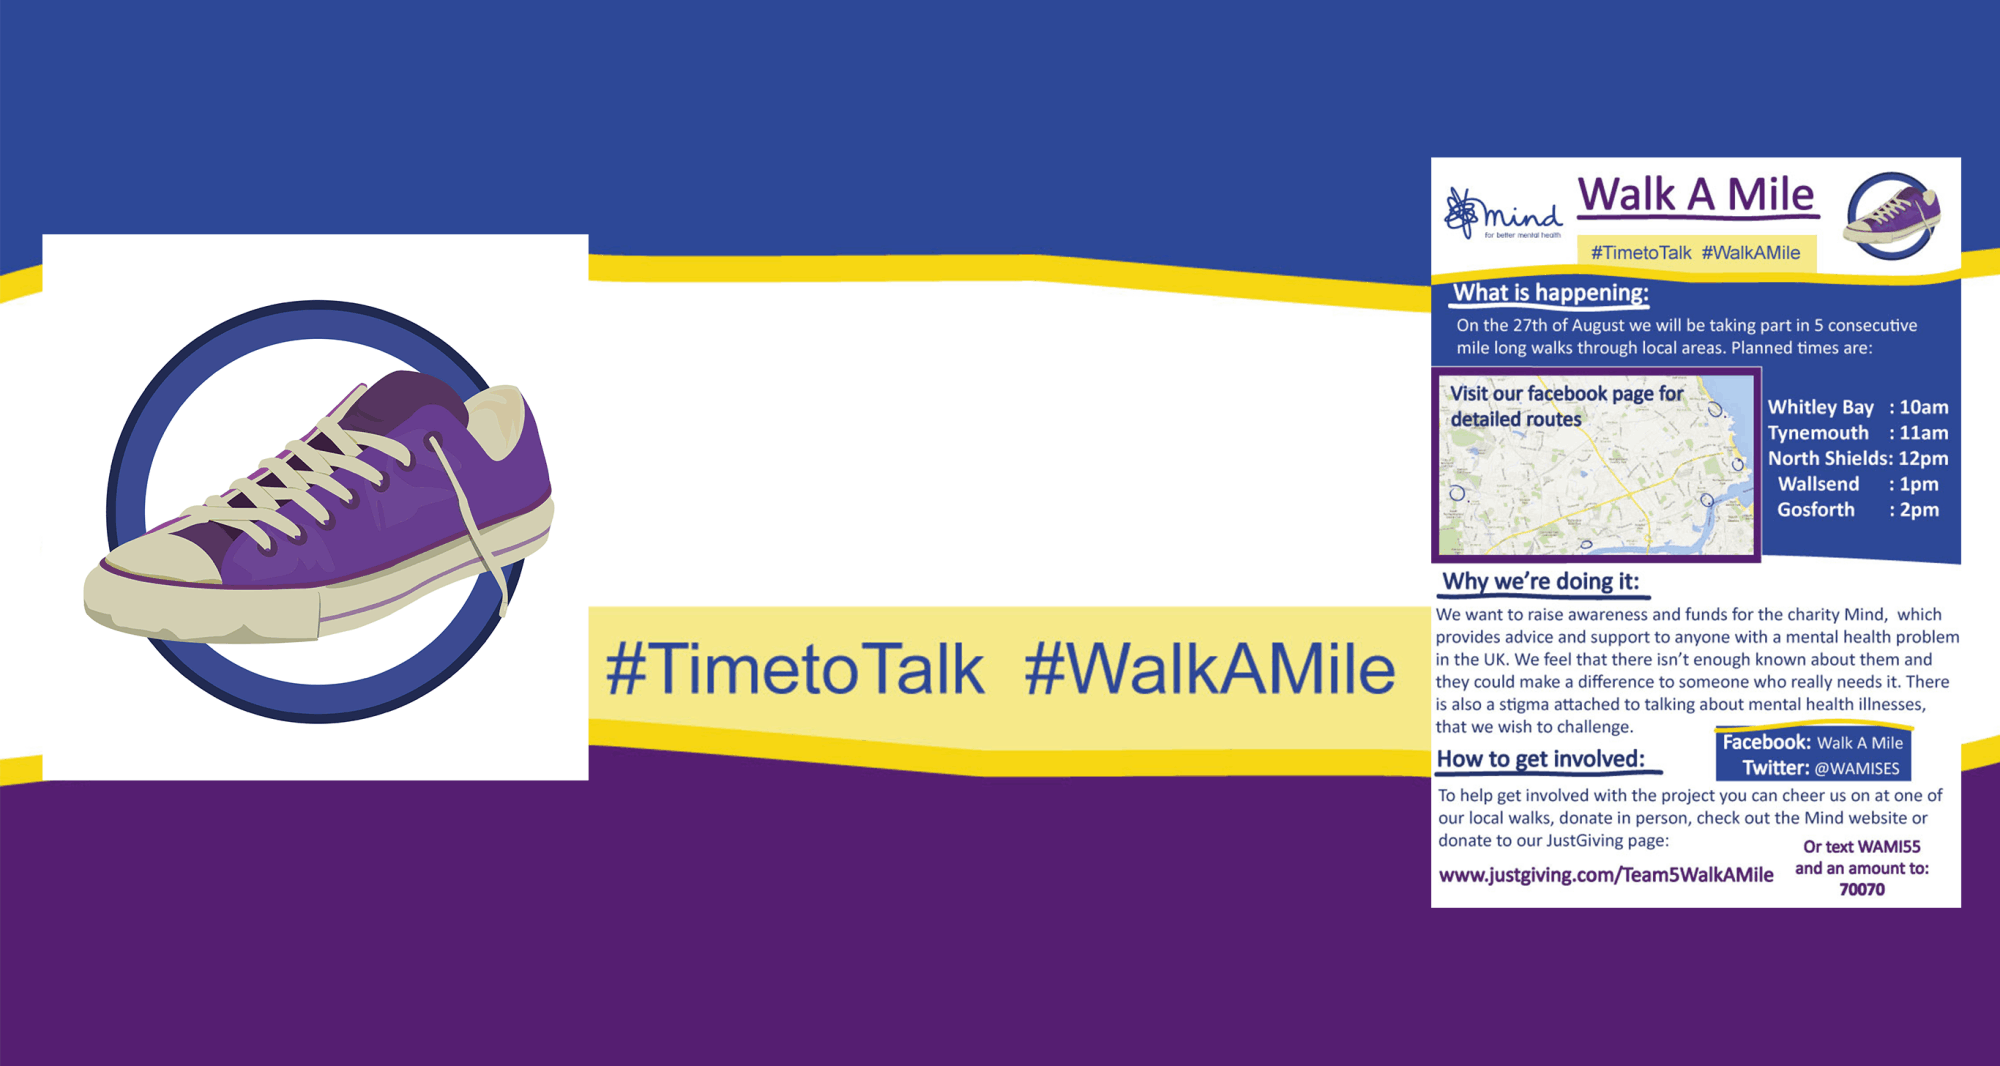 #TimetoTalk #WalkAMile
mind
for better mental health
Walk A Mile
#TimetoTalk #WalkAMile
What is happening:
On the 27th of August we will be taking part in 5 consecutive
mile long walks through local areas. Planned times are:
Visit our facebook page for
detailed routes
Whitley Bay : 10am
Tynemouth : 11am
North Shields: 12pm
Wallsend : 1pm
Gosforth : 2pm
Why we're doing it:
We want to raise awareness and funds for the charity Mind, which
provides advice and support to anyone with a mental health problem
in the UK. We feel that there isn't enough known about them and
they could make a difference to someone who really needs it. There
is also a stigma attached to talking about mental health illnesses,
that we wish to challenge.
Facebook: Walk A Mile
Twitter: @WAMISES
How to get involved:
To help get involved with the project you can cheer us on at one of
our local walks, donate in person, check out the Mind website or
donate to our JustGiving page:
www.justgiving.com/Team5WalkAMile
Or text WAMI55
and an amount to:
70070